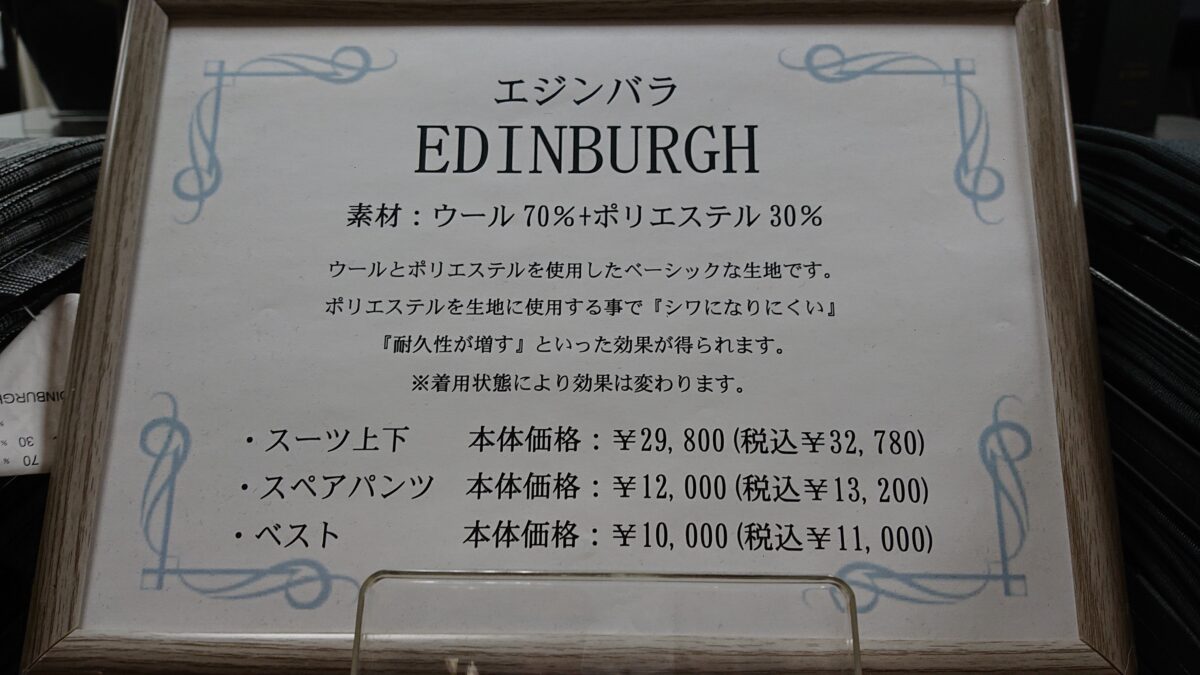 エジンバラ
EDINBURGH
素材：ウール 70％+ポリエステル 30％
ウールとポリエステルを使用したベーシックな生地です。
ポリエステルを生地に使用する事で『シワになりにくい』
『耐久性が増す』といった効果が得られます。
※着用状態により効果は変わります。
・スーツ上下　本体価格：￥29,800(税込￥32,780)
・スペアパンツ　本体価格：￥12,000(税込￥13,200)
・ベスト　本体価格：￥10,000(税込￥11,000)
70 %
30 %
DINBURGH